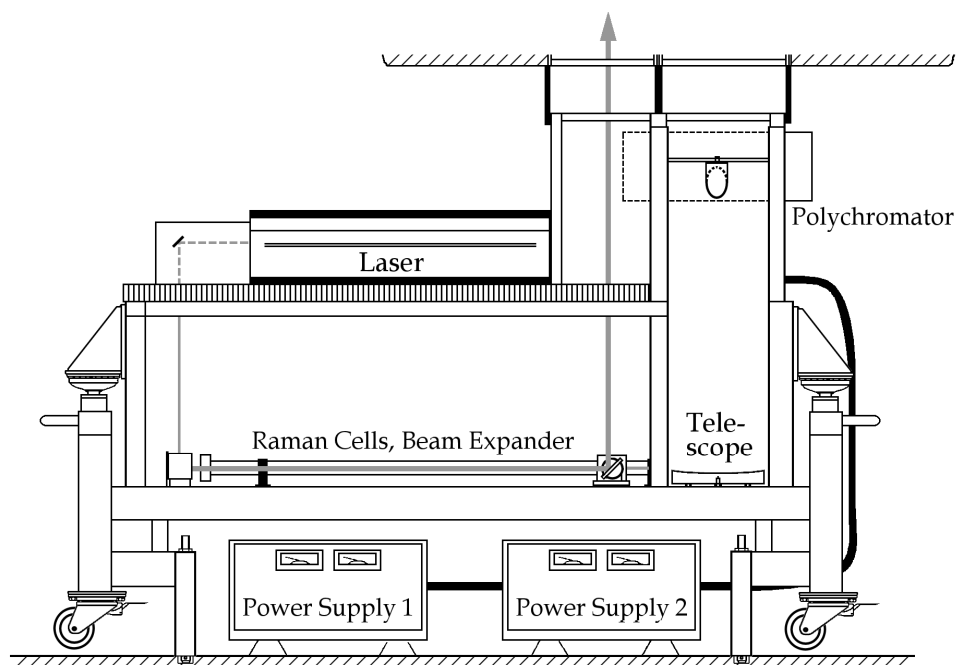 Polychromator
Laser
Tele-
scope
Raman Cells, Beam Expander
Power Supply 1
Power Supply 2